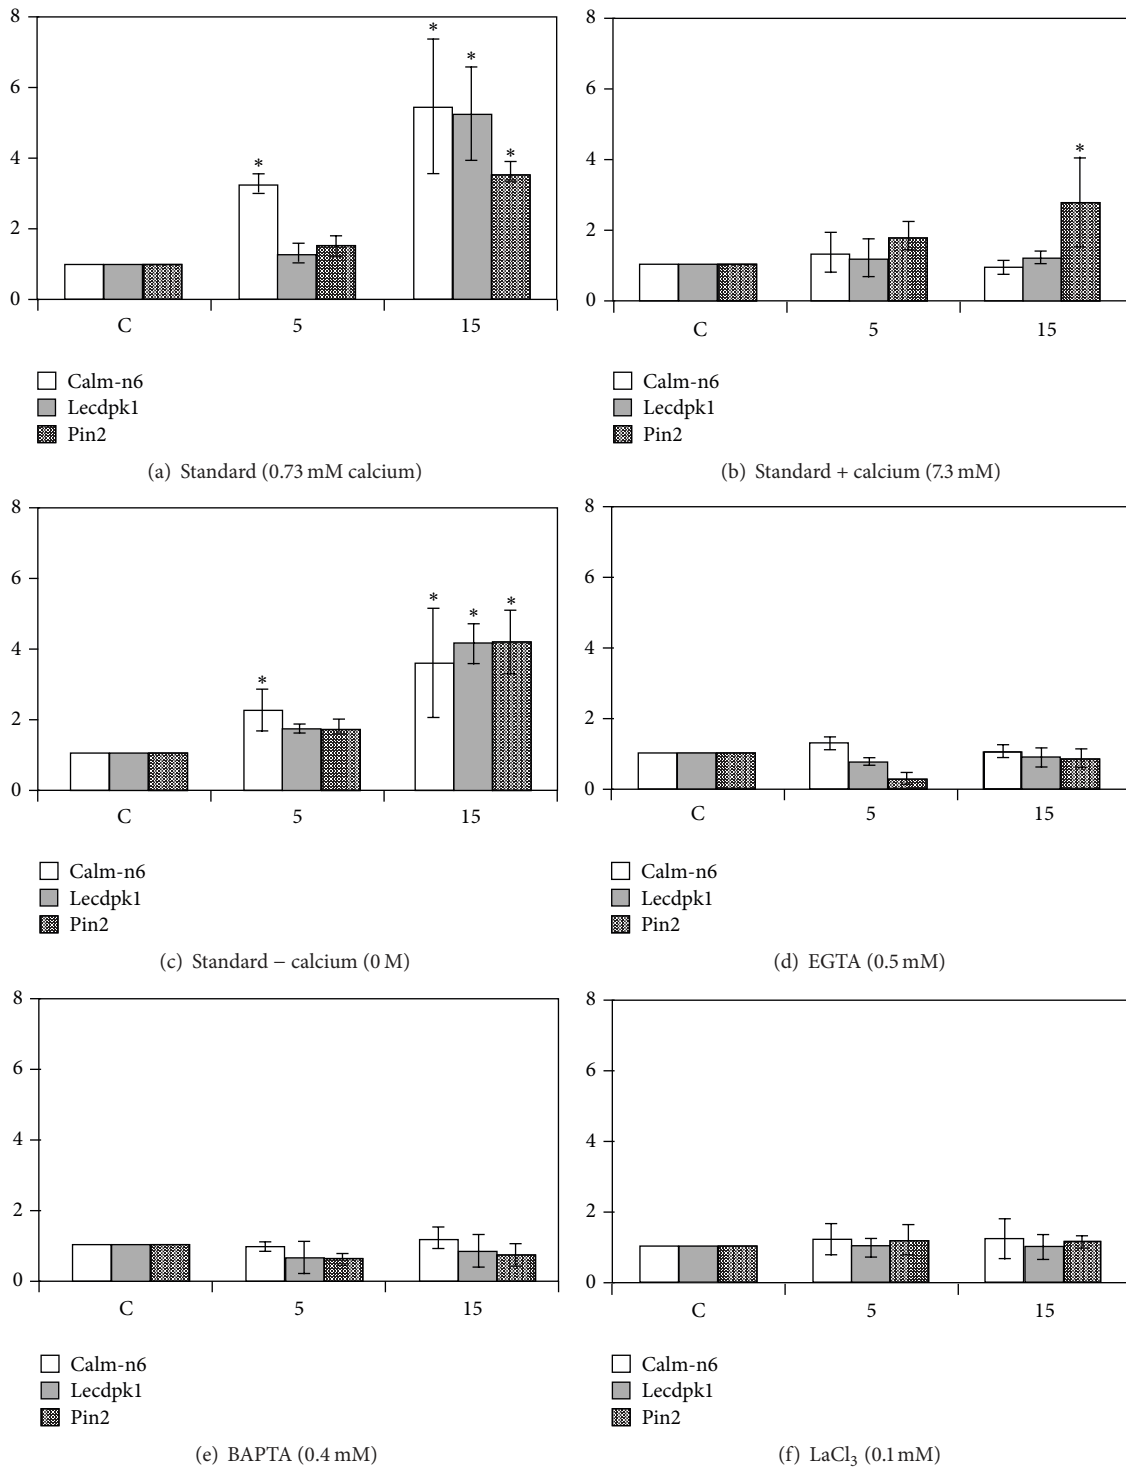 8
6
4
2
0
*
*
*
*
C
5
15
Calm-n6
Lecdpk1
Pin2
(a) Standard (0.73 mM calcium)
8
6
4
2
0
*
C
5
15
Calm-n6
Lecdpk1
Pin2
(b) Standard + calcium (7.3 mM)
8
6
4
2
0
*
*
*
*
C
5
15
Calm-n6
Lecdpk1
Pin2
(c) Standard − calcium (0 M)
8
6
4
2
0
C
5
15
Calm-n6
Lecdpk1
Pin2
(d) EGTA (0.5 mM)
8
6
4
2
0
C
5
15
Calm-n6
Lecdpk1
Pin2
(e) BAPTA (0.4 mM)
8
6
4
2
0
C
5
15
Calm-n6
Lecdpk1
Pin2
(f) LaCl₃ (0.1 mM)